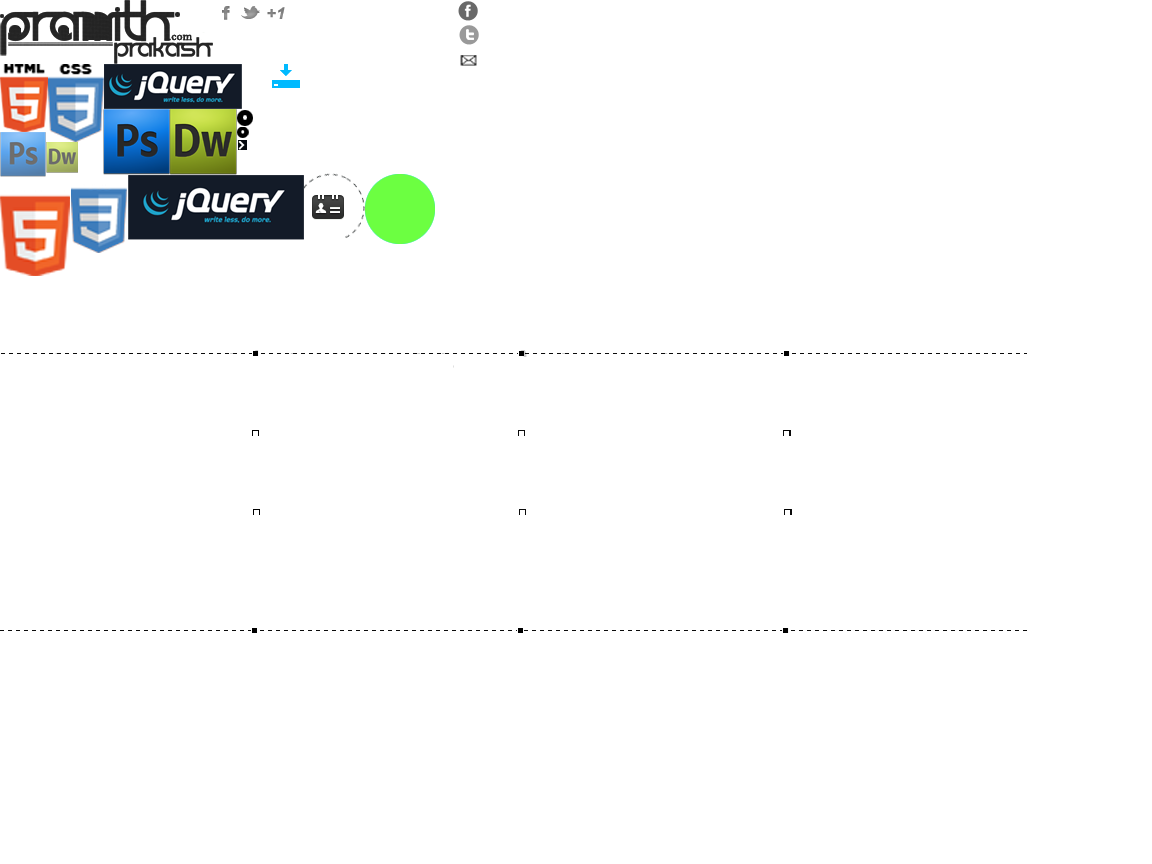 pramith
.com
prakash
f +1
f
t
HTML CSS
5 3
jQuery
write less, do more.
Ps Dw
Ps Dw
5 3
jQuery
write less, do more.